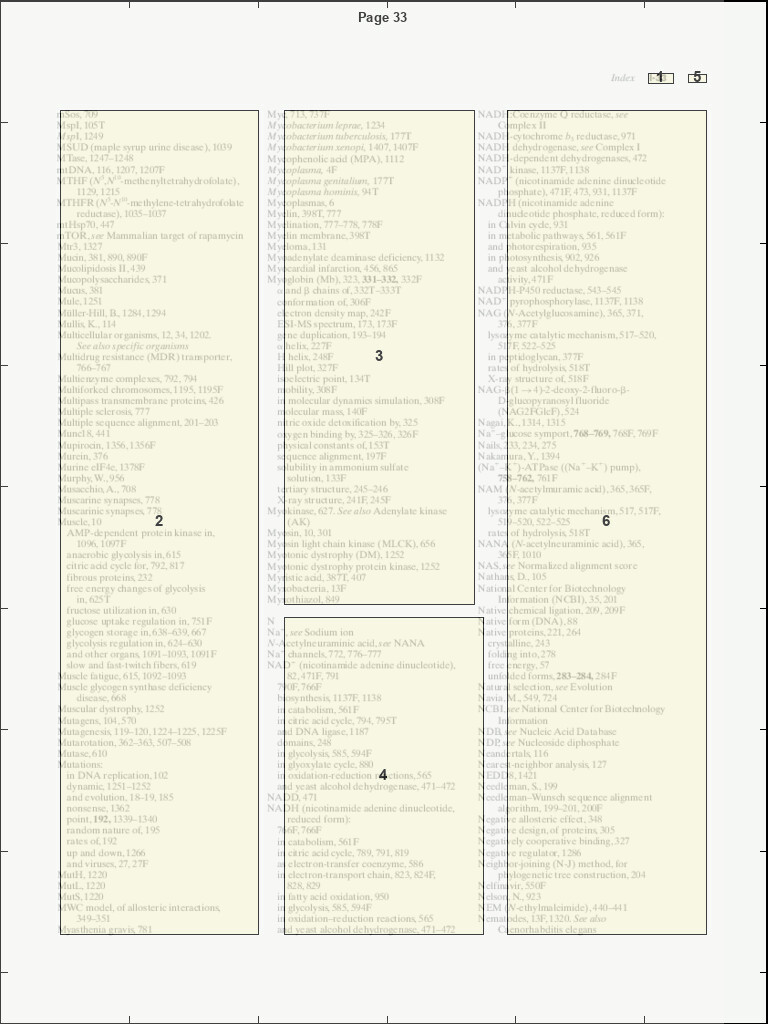 Page 33
Index
1
5
mSos, 709
MspI, 105T
MspI, 1249
MSUD (maple syrup urine disease), 1039
MTase, 1247–1248
mtDNA, 116, 1207, 1207F
MTHF (N⁵,N¹⁰-methenyltetrahydrofolate),
1129, 1215
MTHFR (N⁵-N¹⁰-methylene-tetrahydrofolate
reductase), 1035–1037
mtHsp70, 447
mTOR, see Mammalian target of rapamycin
Mtr3, 1327
Mucin, 381, 890, 890F
Mucolipidosis II, 439
Mucopolysaccharides, 371
Mucus, 381
Mule, 1251
Müller-Hill, B., 1284, 1294
Mullis, K., 114
Multicellular organisms, 12, 34, 1202.
See also specific organisms
Multidrug resistance (MDR) transporter,
766–767
Multienzyme complexes, 792, 794
Multiforked chromosomes, 1195, 1195F
Multipass transmembrane proteins, 426
Multiple sclerosis, 777
Multiple sequence alignment, 201–203
Munc18, 441
Mupirocin, 1356, 1356F
Murein, 376
Murine eIF4e, 1378F
Murphy, W., 956
Musacchio, A., 708
Muscarine synapses, 778
Muscarinic synapses, 778
Muscle, 10
2
AMP-dependent protein kinase in,
1096, 1097F
anaerobic glycolysis in, 615
citric acid cycle for, 792, 817
fibrous proteins, 232
free energy changes of glycolysis
in, 625T
fructose utilization in, 630
glucose uptake regulation in, 751F
glycogen storage in, 638–639, 667
glycolysis regulation in, 624–630
and other organs, 1091–1093, 1091F
slow and fast-twitch fibers, 619
Muscle fatigue, 615, 1092–1093
Muscle glycogen synthase deficiency
disease, 668
Muscular dystrophy, 1252
Mutagens, 104, 570
Mutagenesis, 119–120, 1224–1225, 1225F
Mutarotation, 362–363, 507–508
Mutase, 610
Mutations:
in DNA replication, 102
dynamic, 1251–1252
and evolution, 18–19, 185
nonsense, 1362
point, 192, 1339–1340
random nature of, 195
rates of, 192
up and down, 1266
and viruses, 27, 27F
MutH, 1220
MutL, 1220
MutS, 1220
MWC model, of allosteric interactions,
349–351
Myasthenia gravis, 781
Myc, 713, 737F
Mycobacterium leprae, 1234
Mycobacterium tuberculosis, 177T
Mycobacterium xenopi, 1407, 1407F
Mycophenolic acid (MPA), 1112
Mycoplasma, 4F
Mycoplasma genitalium, 177T
Mycoplasma hominis, 94T
Mycoplasmas, 6
Myelin, 398T, 777
Myelination, 777–778, 778F
Myelin membrane, 398T
Myeloma, 131
Myoadenylate deaminase deficiency, 1132
Myocardial infarction, 456, 865
Myoglobin (Mb), 323, 331–332, 332F
α and β chains of, 332T–333T
conformation of, 306F
electron density map, 242F
ESI-MS spectrum, 173, 173F
gene duplication, 193–194
α helix, 227F
3
H helix, 248F
Hill plot, 327F
isoelectric point, 134T
mobility, 308F
in molecular dynamics simulation, 308F
molecular mass, 140F
nitric oxide detoxification by, 325
oxygen binding by, 325–326, 326F
physical constants of, 153T
sequence alignment, 197F
solubility in ammonium sulfate
solution, 133F
tertiary structure, 245–246
X-ray structure, 241F, 245F
Myokinase, 627. See also Adenylate kinase
(AK)
Myosin, 10, 301
Myosin light chain kinase (MLCK), 656
Myotonic dystrophy (DM), 1252
Myotonic dystrophy protein kinase, 1252
Myristic acid, 387T, 407
Myxobacteria, 13F
Myxothiazol, 849
N
Na⁺, see Sodium ion
N-Acetylneuraminic acid, see NANA
Na⁺ channels, 772, 776–777
NAD⁺ (nicotinamide adenine dinucleotide),
82, 471F, 791
790F, 766F
biosynthesis, 1137F, 1138
in catabolism, 561F
in citric acid cycle, 794, 795T
and DNA ligase, 1187
domains, 248
in glycolysis, 585, 594F
in glyoxylate cycle, 880
4
in oxidation-reduction reactions, 565
and yeast alcohol dehydrogenase, 471–472
NADD, 471
NADH (nicotinamide adenine dinucleotide,
reduced form):
766F, 766F
in catabolism, 561F
in citric acid cycle, 789, 791, 819
as electron-transfer coenzyme, 586
in electron-transport chain, 823, 824F,
828, 829
in fatty acid oxidation, 950
in glycolysis, 585, 594F
in oxidation–reduction reactions, 565
and yeast alcohol dehydrogenase, 471–472
NADH:Coenzyme Q reductase, see
Complex II
NADH-cytochrome b₅ reductase, 971
NADH dehydrogenase, see Complex I
NADH-dependent dehydrogenases, 472
NAD⁺ kinase, 1137F, 1138
NADP⁺ (nicotinamide adenine dinucleotide
phosphate), 471F, 473, 931, 1137F
NADPH (nicotinamide adenine
dinucleotide phosphate, reduced form):
in Calvin cycle, 931
in metabolic pathways, 561, 561F
and photorespiration, 935
in photosynthesis, 902, 926
and yeast alcohol dehydrogenase
activity, 471F
NADPH-P450 reductase, 543–545
NAD⁺ pyrophosphorylase, 1137F, 1138
NAG (N-Acetylglucosamine), 365, 371,
376, 377F
lysozyme catalytic mechanism, 517–520,
517F, 522–525
in peptidoglycan, 377F
rates of hydrolysis, 518T
X-ray structure of, 518F
NAG-β(1→4)-2-deoxy-2-fluoro-β-
D-glucopyranosyl fluoride
(NAG2FGlcF), 524
Nagai, K., 1314, 1315
Na⁺–glucose symport, 768–769, 768F, 769F
Nails, 233, 234, 275
Nakamura, Y., 1394
(Na⁺–K⁺)-ATPase ((Na⁺–K⁺) pump),
758–762, 761F
NAM (N-acetylmuramic acid), 365, 365F,
376, 377F
lysozyme catalytic mechanism, 517, 517F,
519–520, 522–525
6
rates of hydrolysis, 518T
NANA (N-acetylneuraminic acid), 365,
365F, 1010
NAS, see Normalized alignment score
Nathans, D., 105
National Center for Biotechnology
Information (NCBI), 35, 201
Native chemical ligation, 209, 209F
Native form (DNA), 88
Native proteins, 221, 264
crystalline, 243
folding into, 278
free energy, 57
unfolded forms, 283–284, 284F
Natural selection, see Evolution
Navia, M., 549, 724
NCBI, see National Center for Biotechnology
Information
NDB, see Nucleic Acid Database
NDP, see Nucleoside diphosphate
Neandertals, 116
Nearest-neighbor analysis, 127
NEDD8, 1421
Needleman, S., 199
Needleman–Wunsch sequence alignment
algorithm, 199–201, 200F
Negative allosteric effect, 348
Negative design, of proteins, 305
Negatively cooperative binding, 327
Negative regulator, 1286
Neighbor-joining (N-J) method, for
phylogenetic tree construction, 204
Nelfinavir, 550F
Nelson, N., 923
NEM (N-ethylmaleimide), 440–441
Nematodes, 13F, 1320. See also
Caenorhabditis elegans